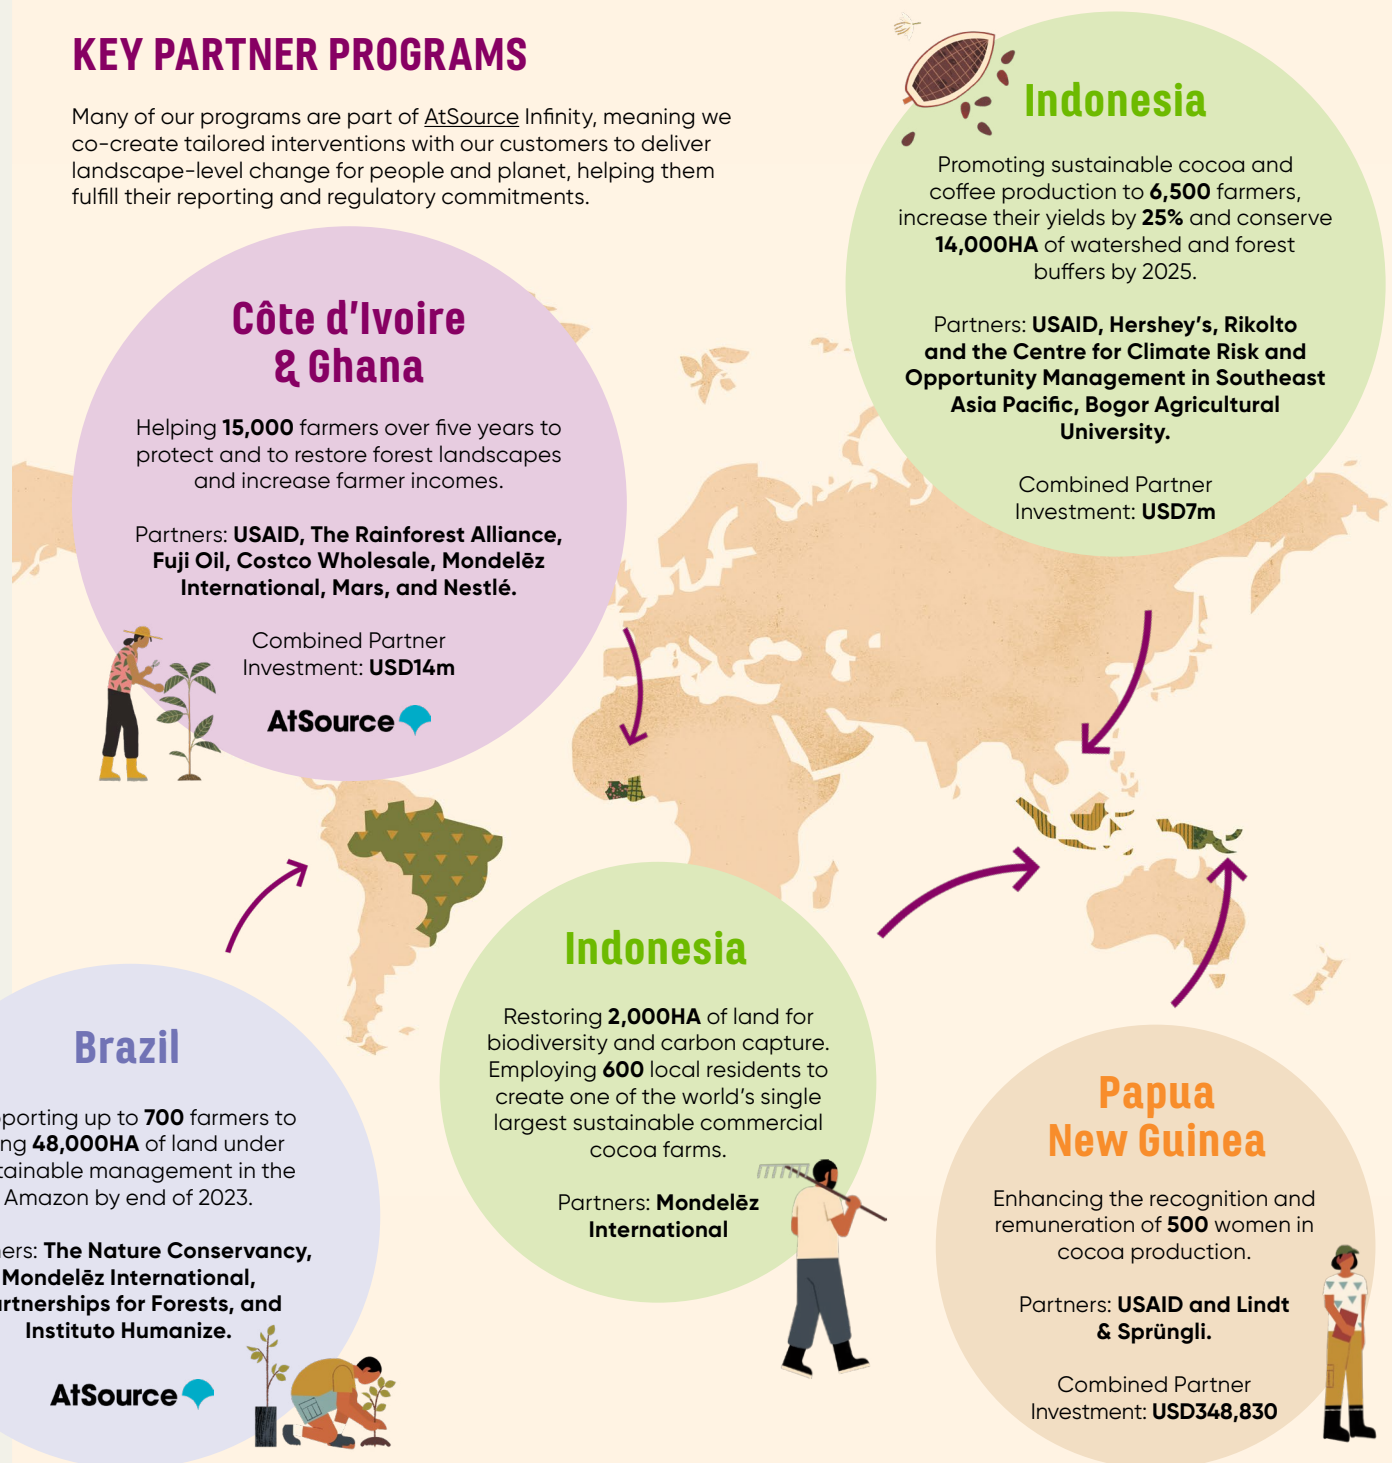 KEY PARTNER PROGRAMS
Many of our programs are part of AtSource Infinity, meaning we
co-create tailored interventions with our customers to deliver
landscape-level change for people and planet, helping them
fulfill their reporting and regulatory commitments.
Indonesia
Promoting sustainable cocoa and
coffee production to 6,500 farmers,
increase their yields by 25% and conserve
14,000HA of watershed and forest
buffers by 2025.
Partners: USAID, Hershey's, Rikolto
and the Centre for Climate Risk and
Opportunity Management in Southeast
Asia Pacific, Bogor Agricultural
University.
Combined Partner
Investment: USD7m
Côte d'Ivoire
& Ghana
Helping 15,000 farmers over five years to
protect and to restore forest landscapes
and increase farmer incomes.
Partners: USAID, The Rainforest Alliance,
Fuji Oil, Costco Wholesale, Mondelēz
International, Mars, and Nestlé.
Combined Partner
Investment: USD14m
AtSource
Brazil
porting up to 700 farmers to
ng 48,000HA of land under
tainable management in the
Amazon by end of 2023.
ers: The Nature Conservancy,
Mondelēz International,
artnerships for Forests, and
Instituto Humanize.
AtSource
Indonesia
Restoring 2,000HA of land for
biodiversity and carbon capture.
Employing 600 local residents to
create one of the world's single
largest sustainable commercial
cocoa farms.
Partners: Mondelēz
International
Papua
New Guinea
Enhancing the recognition and
remuneration of 500 women in
cocoa production.
Partners: USAID and Lindt
& Sprüngli.
Combined Partner
Investment: USD348,830